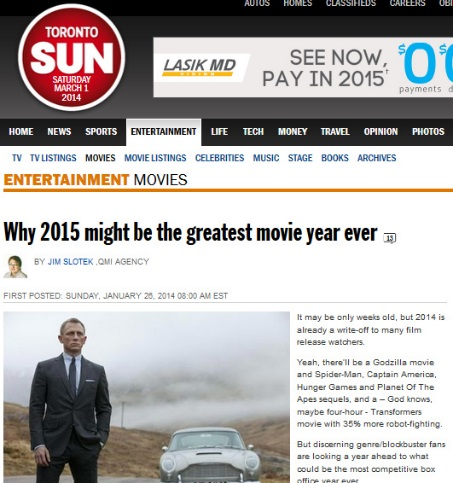 AUTOS HOMES CLASSIFIEDS CAREERS OBI
TORONTO
SUN
SATURDAY
MARCH 1
2014
LASIK MD
VISION
SEE NOW,
PAY IN 2015†
$0
payments
HOME NEWS SPORTS ENTERTAINMENT LIFE TECH MONEY TRAVEL OPINION PHOTOS
TV TV LISTINGS MOVIES MOVIE LISTINGS CELEBRITIES MUSIC STAGE BOOKS ARCHIVES
ENTERTAINMENT MOVIES
Why 2015 might be the greatest movie year ever 13
BY JIM SLOTEK ,QMI AGENCY
FIRST POSTED: SUNDAY, JANUARY 26, 2014 08:00 AM EST
It may be only weeks old, but 2014 is
already a write-off to many film
release watchers.
Yeah, there'll be a Godzilla movie
and Spider-Man, Captain America,
Hunger Games and Planet Of The
Apes sequels, and a – God knows,
maybe four-hour - Transformers
movie with 35% more robot-fighting.
But discerning genre/blockbuster fans
are looking a year ahead to what
could be the most competitive box
office year ever